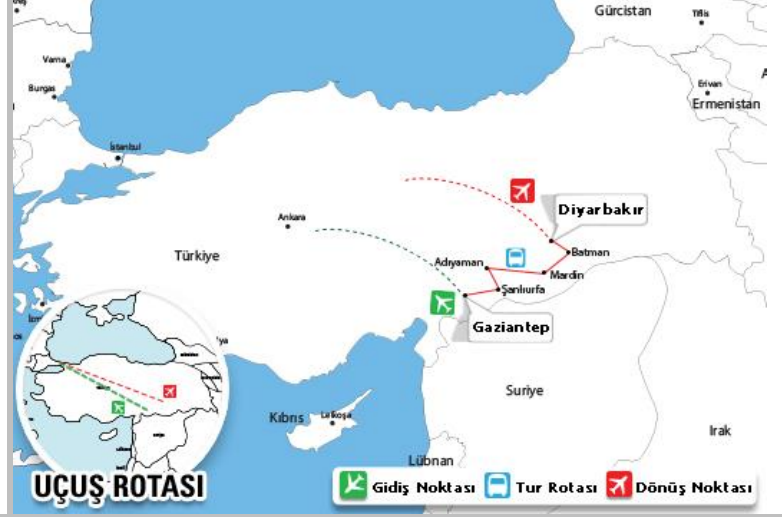 Gürcistan
Tiflis
Varna
Burgas
Erivan
Ermenistan
İstanbul
Ankara
Diyarbakır
Türkiye
Adıyaman
Batman
Mardin
Şanlıurfa
Gaziantep
Suriye
Kıbrıs
Lefkoşa
Irak
Lübnan
UÇUŞ ROTASI
Gidiş Noktası
Tur Rotası
Dönüş Noktası